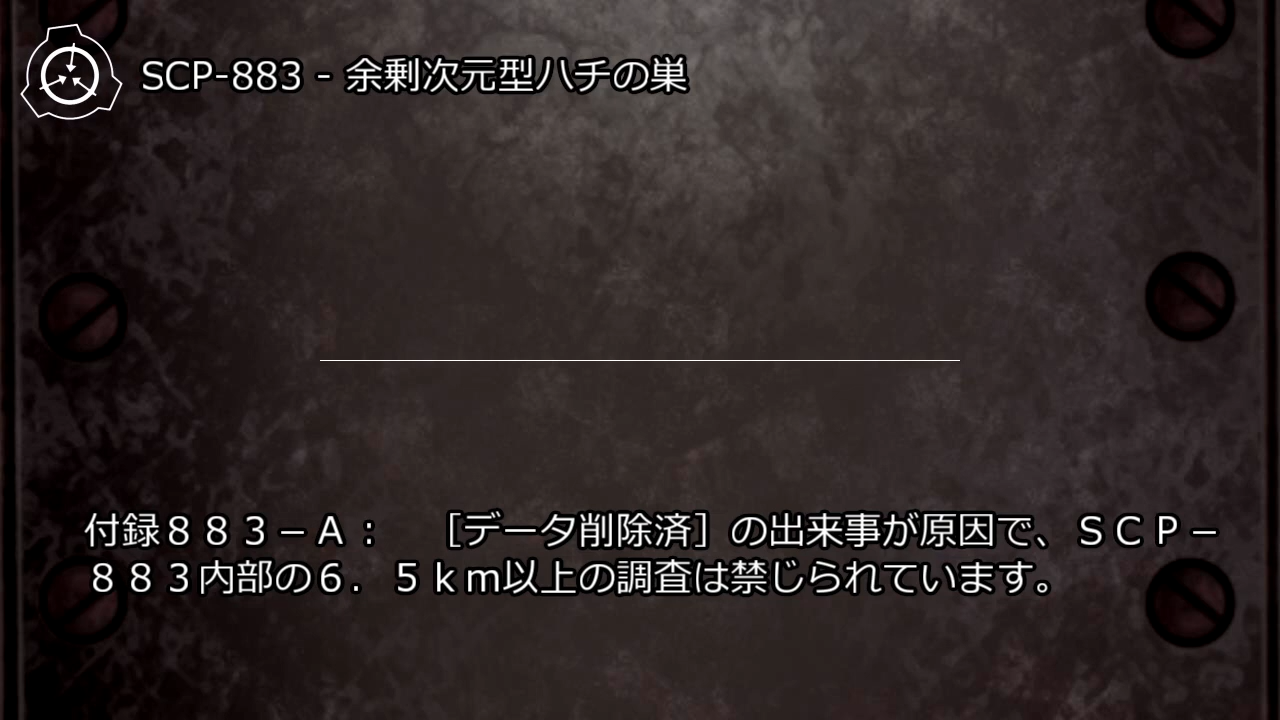 SCP-883 - 余剰次元型ハチの巣
付録８８３－Ａ：　［データ削除済］の出来事が原因で、ＳＣＰ－
８８３内部の６．５ｋｍ以上の調査は禁じられています。